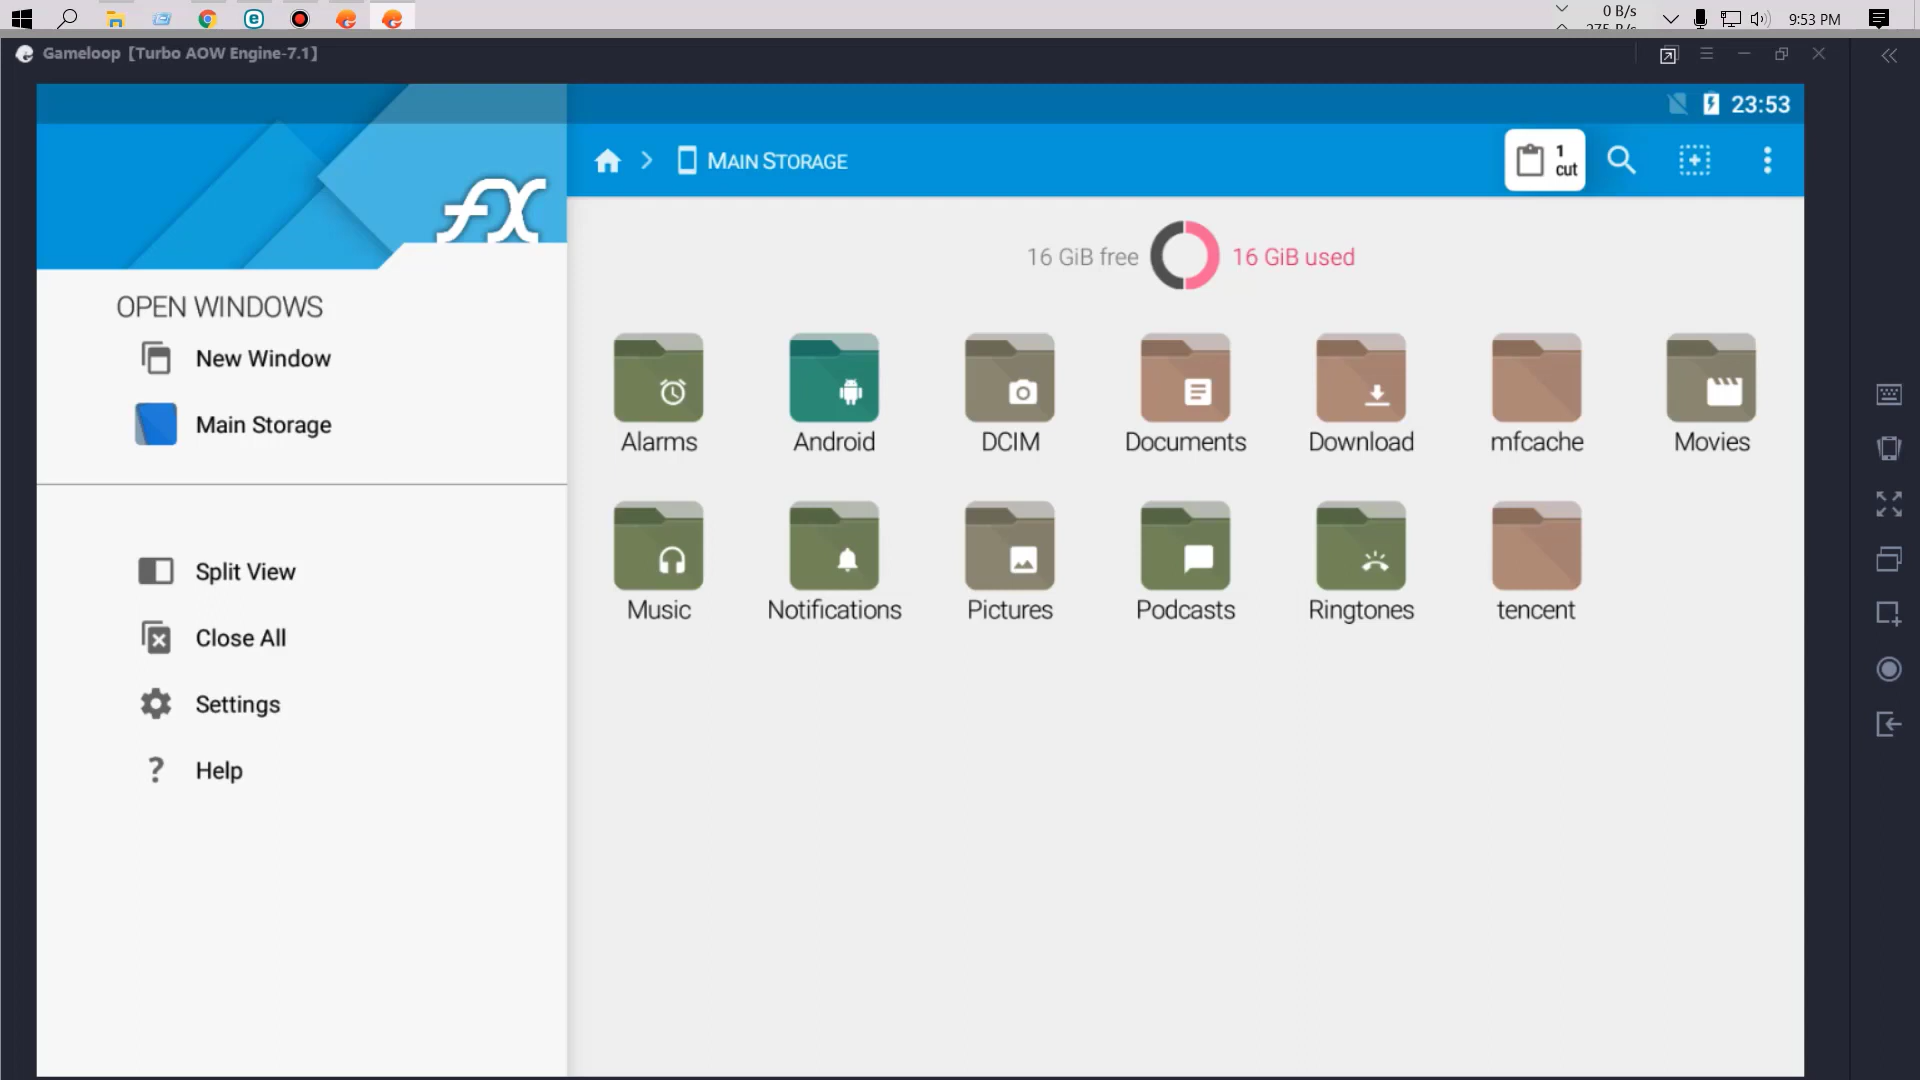 0 B/s
275 B/s
9:53 PM
Gameloop [Turbo AOW Engine-7.1]
23:53
fX
MAIN STORAGE
1
cut
16 GiB free
16 GiB used
OPEN WINDOWS
New Window
Main Storage
Split View
Close All
Settings
Help
Alarms
Android
DCIM
Documents
Download
mfcache
Movies
Music
Notifications
Pictures
Podcasts
Ringtones
tencent